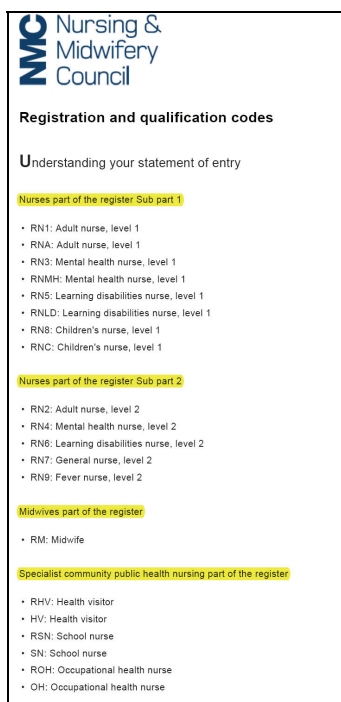 NMC
Nursing &
Midwifery
Council
Registration and qualification codes
Understanding your statement of entry
Nurses part of the register Sub part 1
• RN1: Adult nurse, level 1
• RNA: Adult nurse, level 1
• RN3: Mental health nurse, level 1
• RNMH: Mental health nurse, level 1
• RN5: Learning disabilities nurse, level 1
• RNLD: Learning disabilities nurse, level 1
• RN8: Children's nurse, level 1
• RNC: Children's nurse, level 1
Nurses part of the register Sub part 2
• RN2: Adult nurse, level 2
• RN4: Mental health nurse, level 2
• RN6: Learning disabilities nurse, level 2
• RN7: General nurse, level 2
• RN9: Fever nurse, level 2
Midwives part of the register
• RM: Midwife
Specialist community public health nursing part of the register
• RHV: Health visitor
• HV: Health visitor
• RSN: School nurse
• SN: School nurse
• ROH: Occupational health nurse
• OH: Occupational health nurse